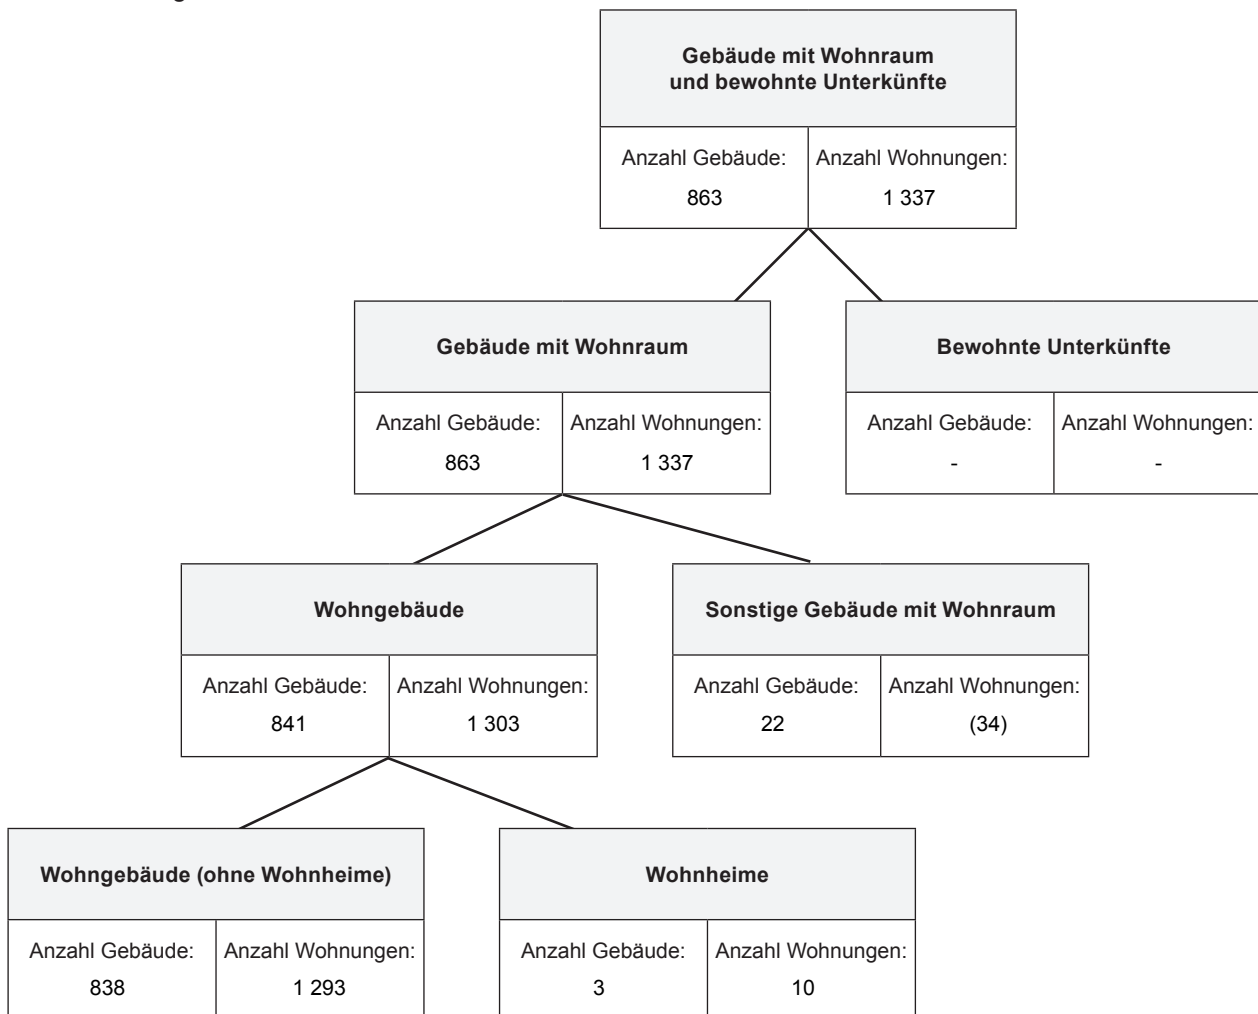 Gebäude mit Wohnraum
und bewohnte Unterkünfte
Anzahl Gebäude: Anzahl Wohnungen:
863 1 337
Gebäude mit Wohnraum Bewohnte Unterkünfte
Anzahl Gebäude: Anzahl Wohnungen: Anzahl Gebäude: Anzahl Wohnungen:
863 1 337 - -
Wohngebäude Sonstige Gebäude mit Wohnraum
Anzahl Gebäude: Anzahl Wohnungen: Anzahl Gebäude: Anzahl Wohnungen:
841 1 303 22 (34)
Wohngebäude (ohne Wohnheime) Wohnheime
Anzahl Gebäude: Anzahl Wohnungen: Anzahl Gebäude: Anzahl Wohnungen:
838 1 293 3 10